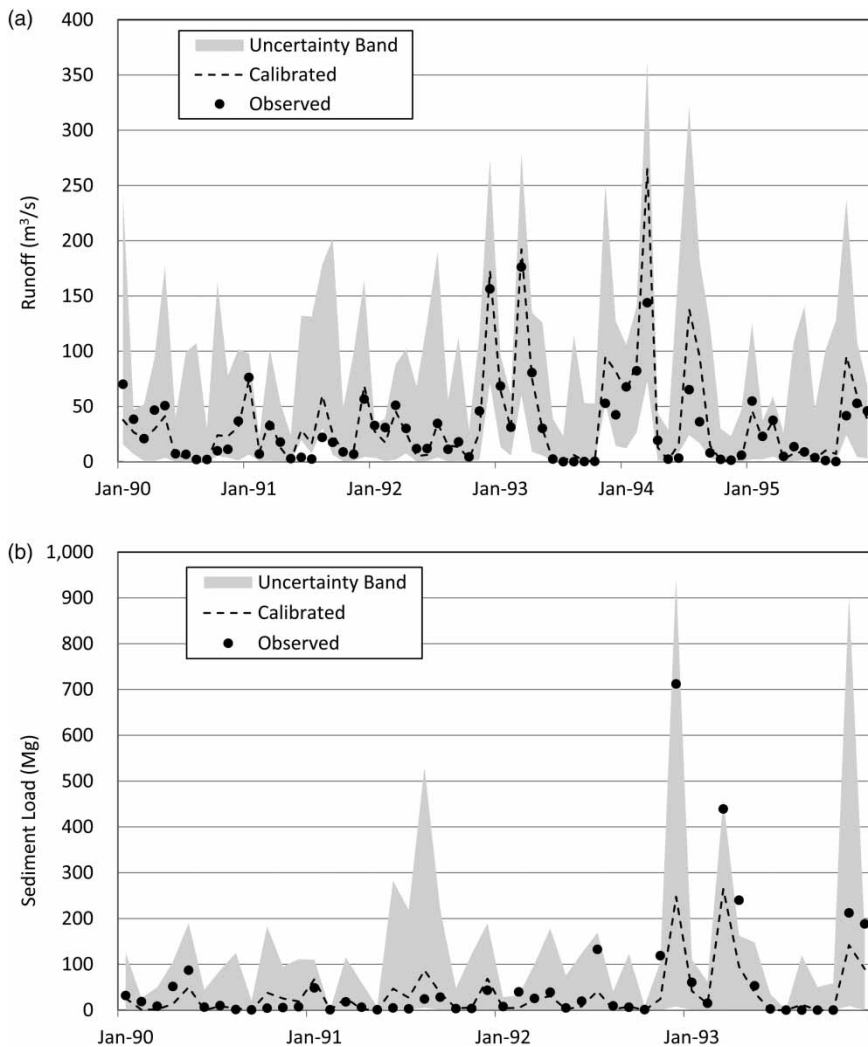 (a)
400
350
300
250
200
150
100
50
0
Runoff (m³/s)
Uncertainty Band
Calibrated
Observed
Jan-90 Jan-91 Jan-92 Jan-93 Jan-94 Jan-95
(b)
1,000
900
800
700
600
500
400
300
200
100
0
Sediment Load (Mg)
Uncertainty Band
Calibrated
Observed
Jan-90 Jan-91 Jan-92 Jan-93